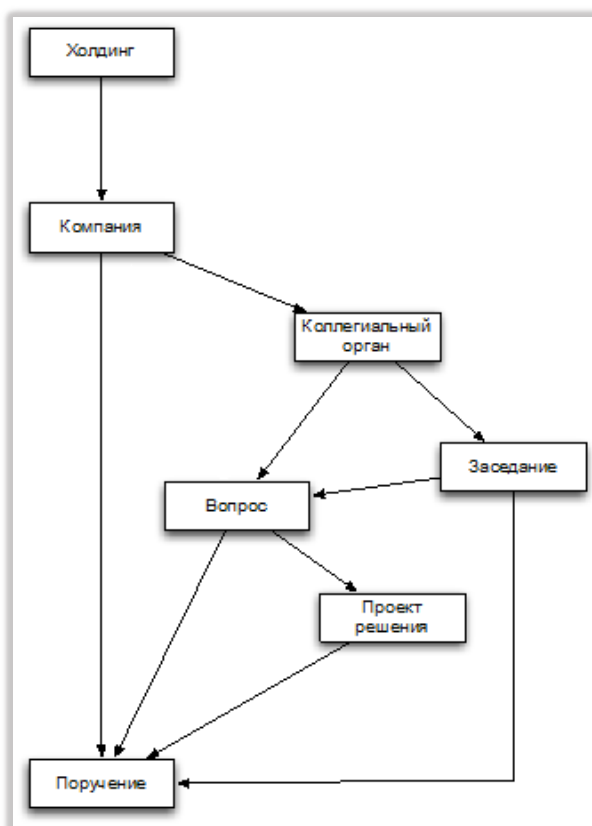 Холдинг
Компания
Коллегиальный
орган
Заседание
Вопрос
Проект
решения
Поручение